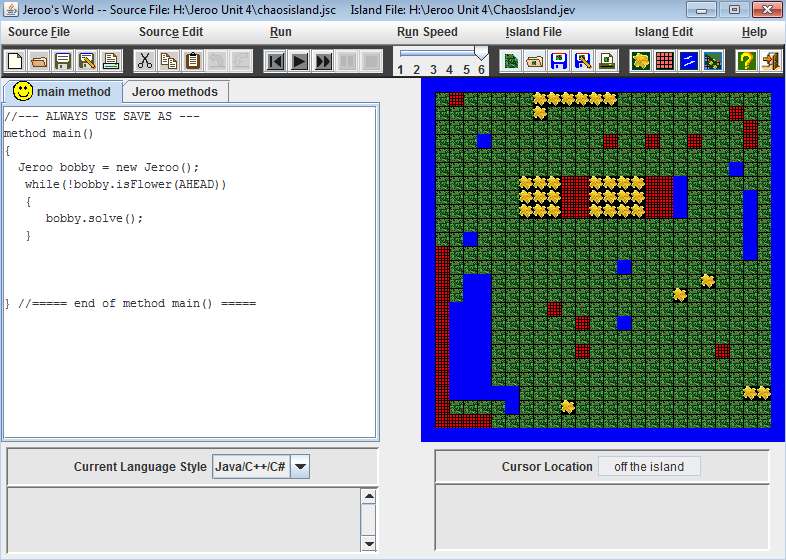 Jeroo's World -- Source File: H:\Jeroo Unit 4\chaosisland.jsc     Island File: H:\Jeroo Unit 4\ChaosIsland.jev
Source File   Source Edit   Run   Run Speed   Island File   Island Edit   Help
1 2 3 4 5 6
main method   Jeroo methods
//--- ALWAYS USE SAVE AS ---
method main()
{
  Jeroo bobby = new Jeroo();
   while(!bobby.isFlower(AHEAD))
   {
      bobby.solve();
   }
} //===== end of method main() =====
Current Language Style   Java/C++/C#
Cursor Location   off the island